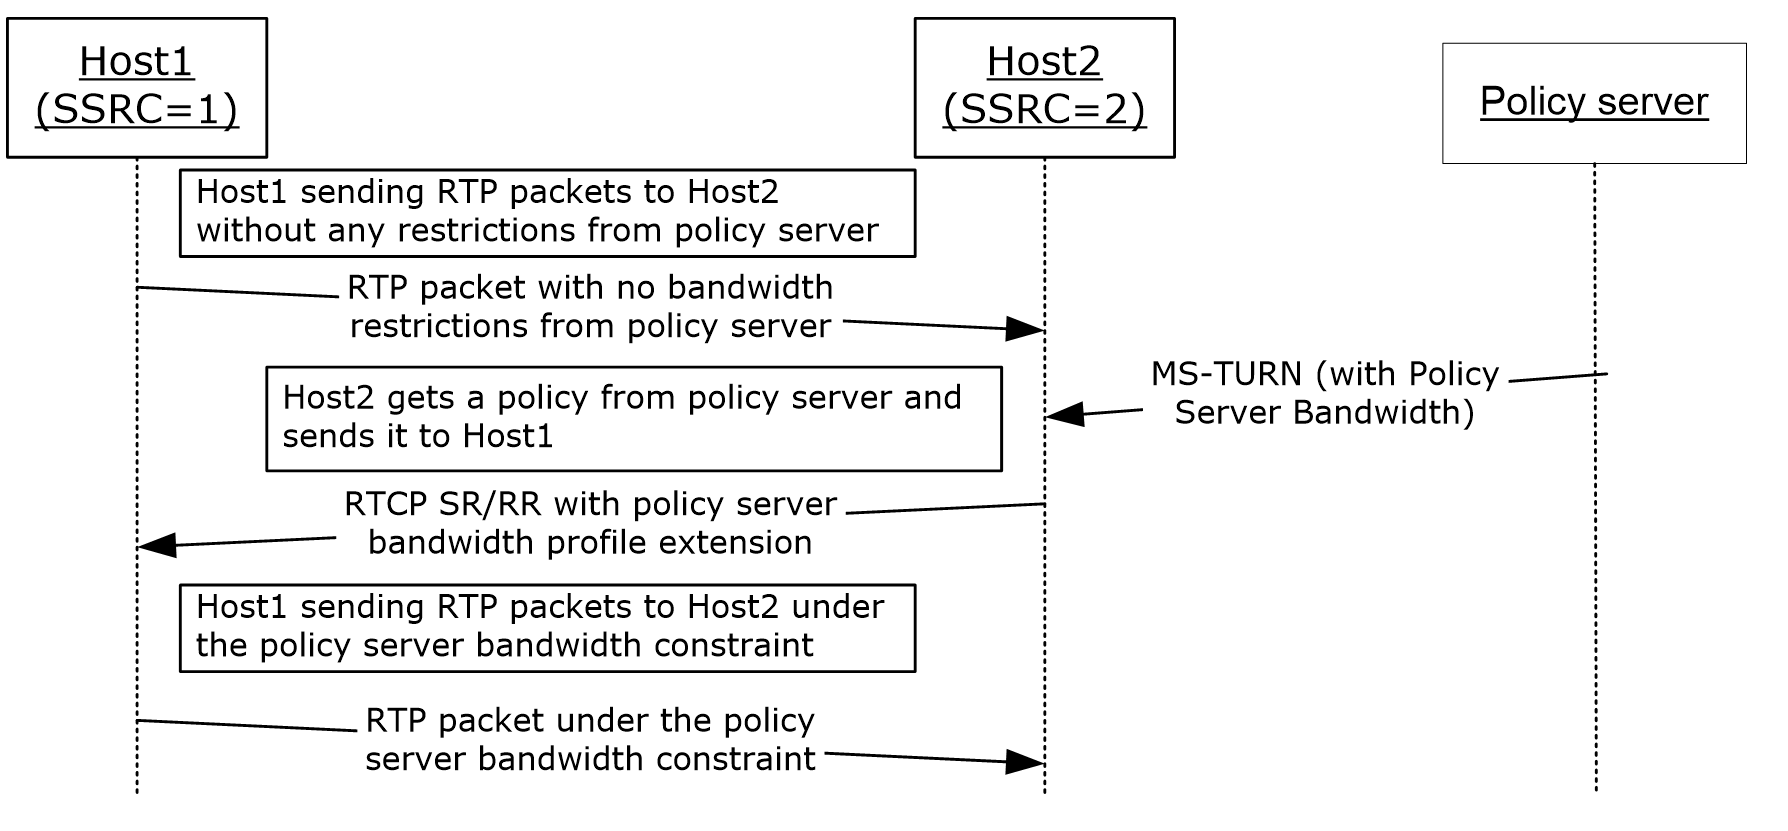 Host1
(SSRC=1)
Host2
(SSRC=2)
Policy server
Host1 sending RTP packets to Host2
without any restrictions from policy server
RTP packet with no bandwidth
restrictions from policy server
MS-TURN (with Policy
Server Bandwidth)
Host2 gets a policy from policy server and
sends it to Host1
RTCP SR/RR with policy server
bandwidth profile extension
Host1 sending RTP packets to Host2 under
the policy server bandwidth constraint
RTP packet under the policy
server bandwidth constraint